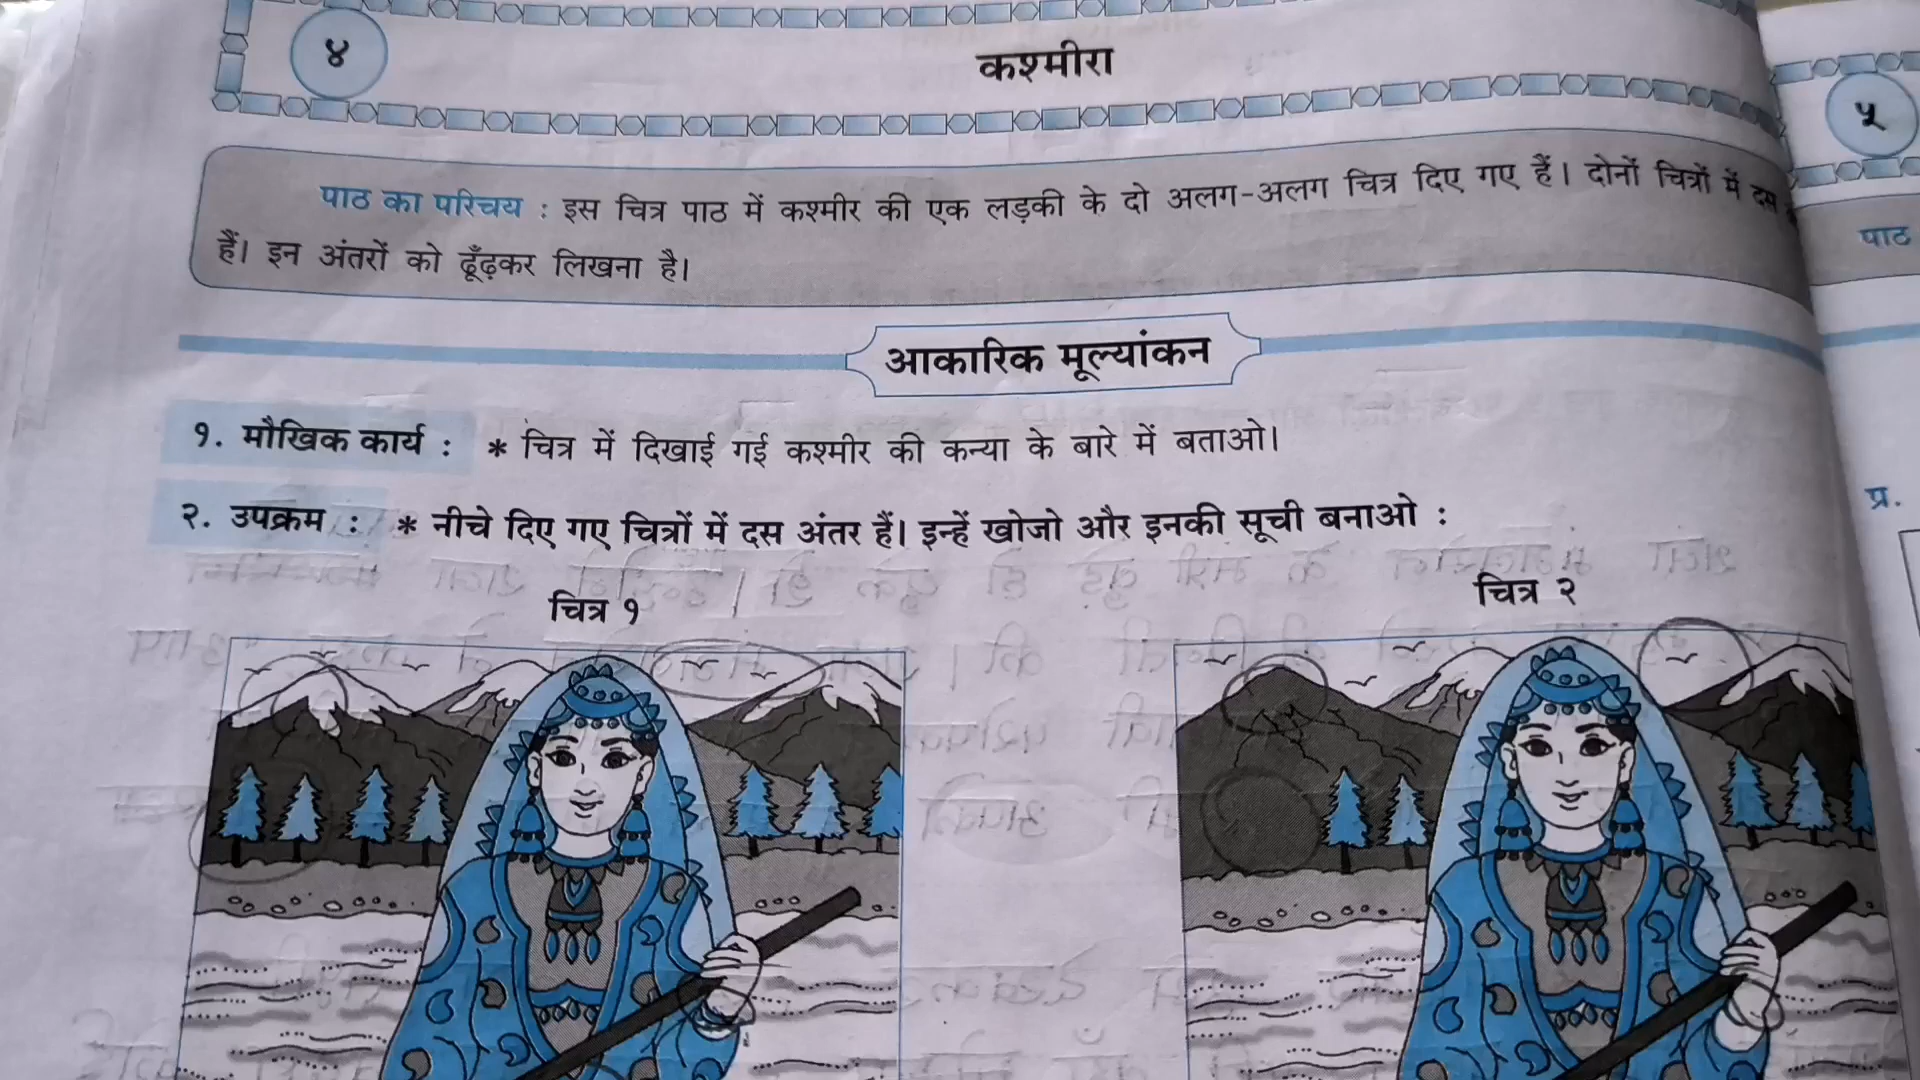 ४
कश्मीरा
५
पाठ का परिचय : इस चित्र पाठ में कश्मीर की एक लड़की के दो अलग-अलग चित्र दिए गए हैं। दोनों चित्रों में दस
हैं। इन अंतरों को ढूँढ़कर लिखना है।
पाठ
आकारिक मूल्यांकन
१. मौखिक कार्य : * चित्र में दिखाई गई कश्मीर की कन्या के बारे में बताओ।
२. उपक्रम : * नीचे दिए गए चित्रों में दस अंतर हैं। इन्हें खोजो और इनकी सूची बनाओ :
प्र.
चित्र १
चित्र २